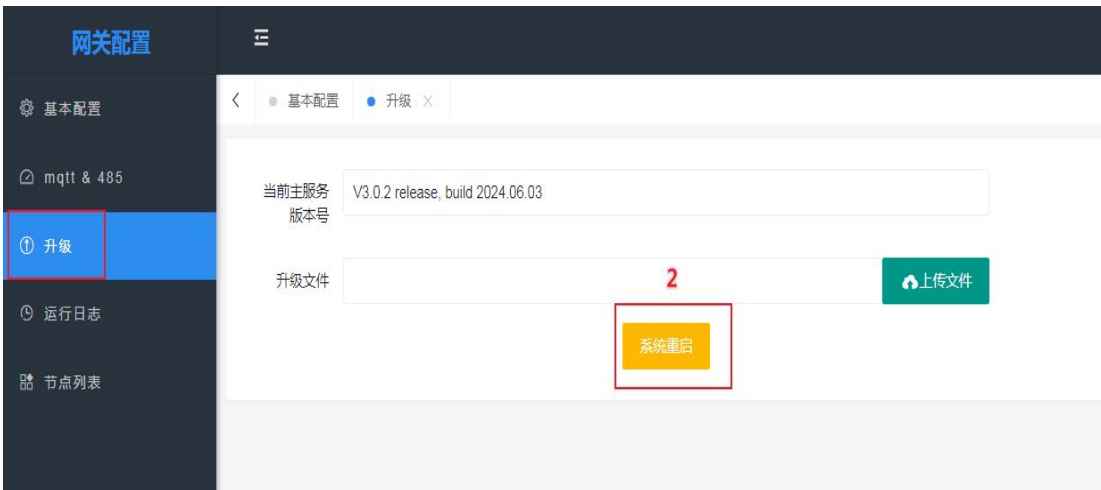 网关配置
基本配置
mqtt & 485
升级
运行日志
节点列表
基本配置
升级
当前主服务
版本号
V3.0.2 release, build 2024.06.03
升级文件
2
上传文件
系统重启